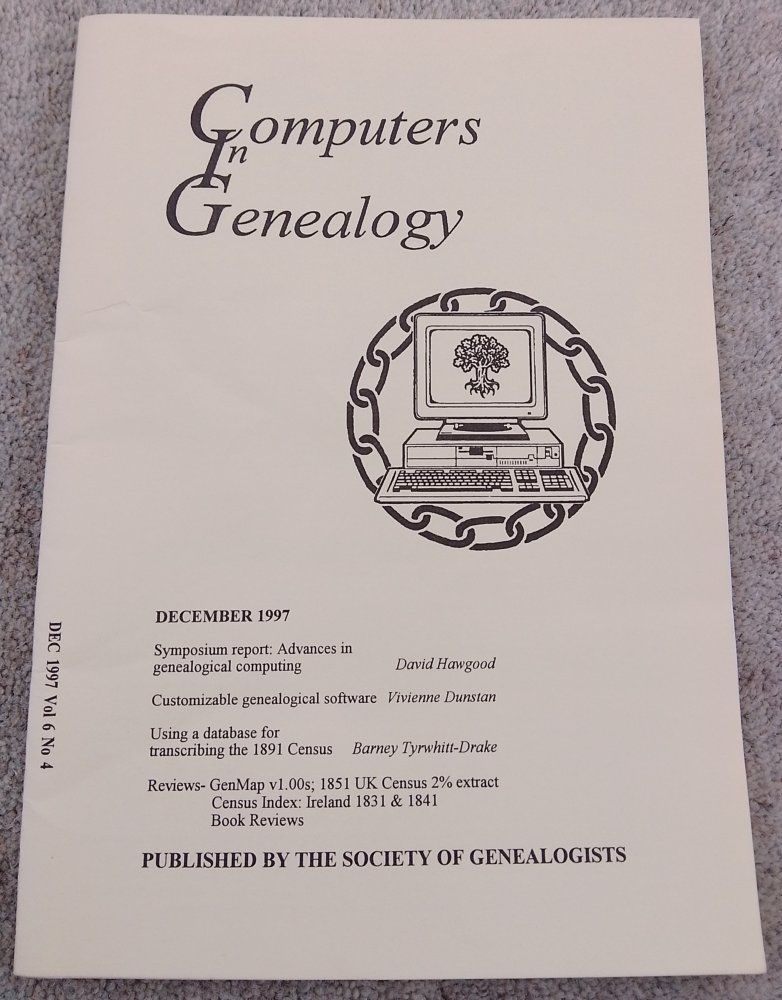 Computers
In
Genealogy
DECEMBER 1997
Symposium report: Advances in
genealogical computing David Hawgood
Customizable genealogical software Vivienne Dunstan
Using a database for
transcribing the 1891 Census Barney Tyrwhitt-Drake
Reviews- GenMap v1.00s; 1851 UK Census 2% extract
Census Index: Ireland 1831 & 1841
Book Reviews
PUBLISHED BY THE SOCIETY OF GENEALOGISTS
DEC 1997 Vol 6 No 4